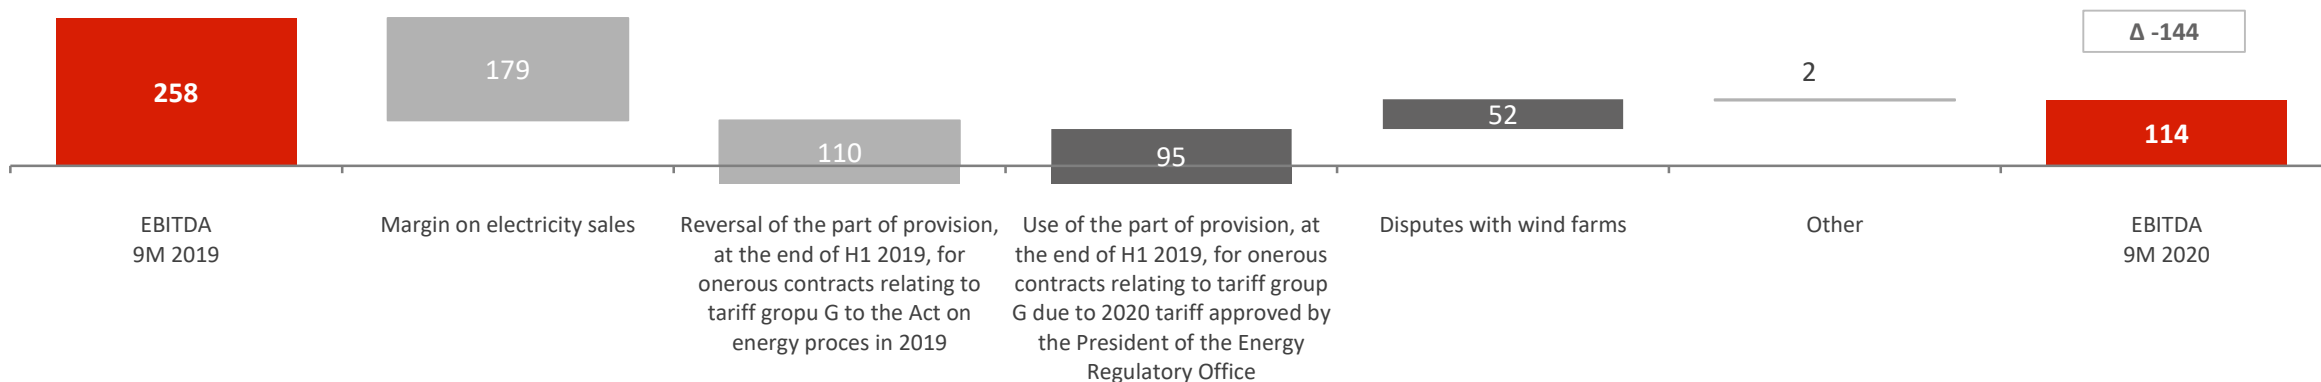 Δ -144
258
179
110
95
52
2
114
EBITDA
9M 2019
Margin on electricity sales
Reversal of the part of provision,
at the end of H1 2019, for
onerous contracts relating to
tariff gropu G to the Act on
energy proces in 2019
Use of the part of provision, at
the end of H1 2019, for onerous
contracts relating to tariff group
G due to 2020 tariff approved by
the President of the Energy
Regulatory Office
Disputes with wind farms
Other
EBITDA
9M 2020